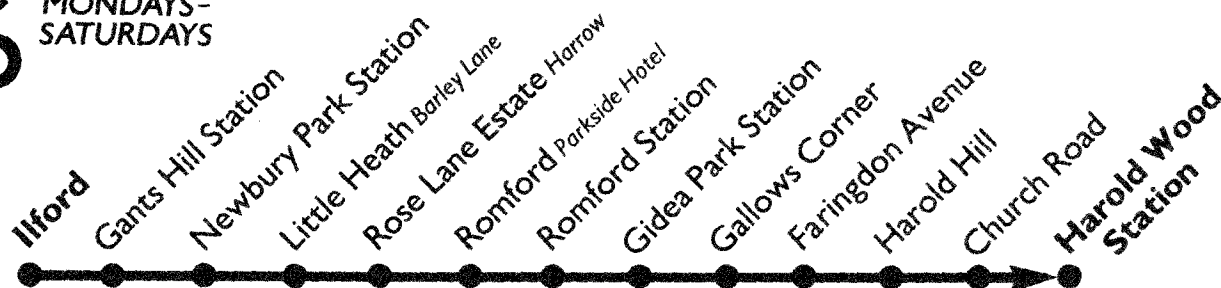 MONDAYS–
SATURDAYS
Ilford
Gants Hill Station
Newbury Park Station
Little Heath Barley Lane
Rose Lane Estate Harrow
Romford Parkside Hotel
Romford Station
Gidea Park Station
Gallows Corner
Faringdon Avenue
Harold Hill
Church Road
Harold Wood
Station